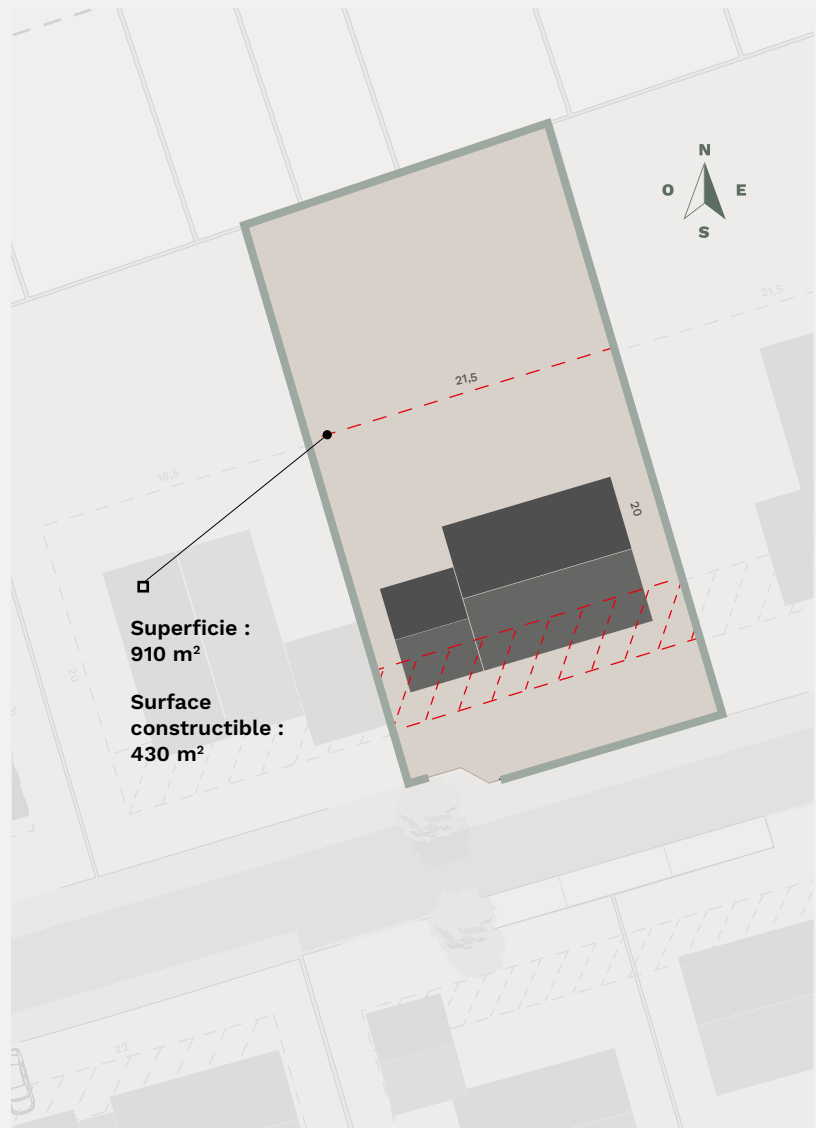 N
O
E
S
21,5
21,5
18,5
20
20
Superficie :
910 m²
Surface
constructible :
430 m²
22